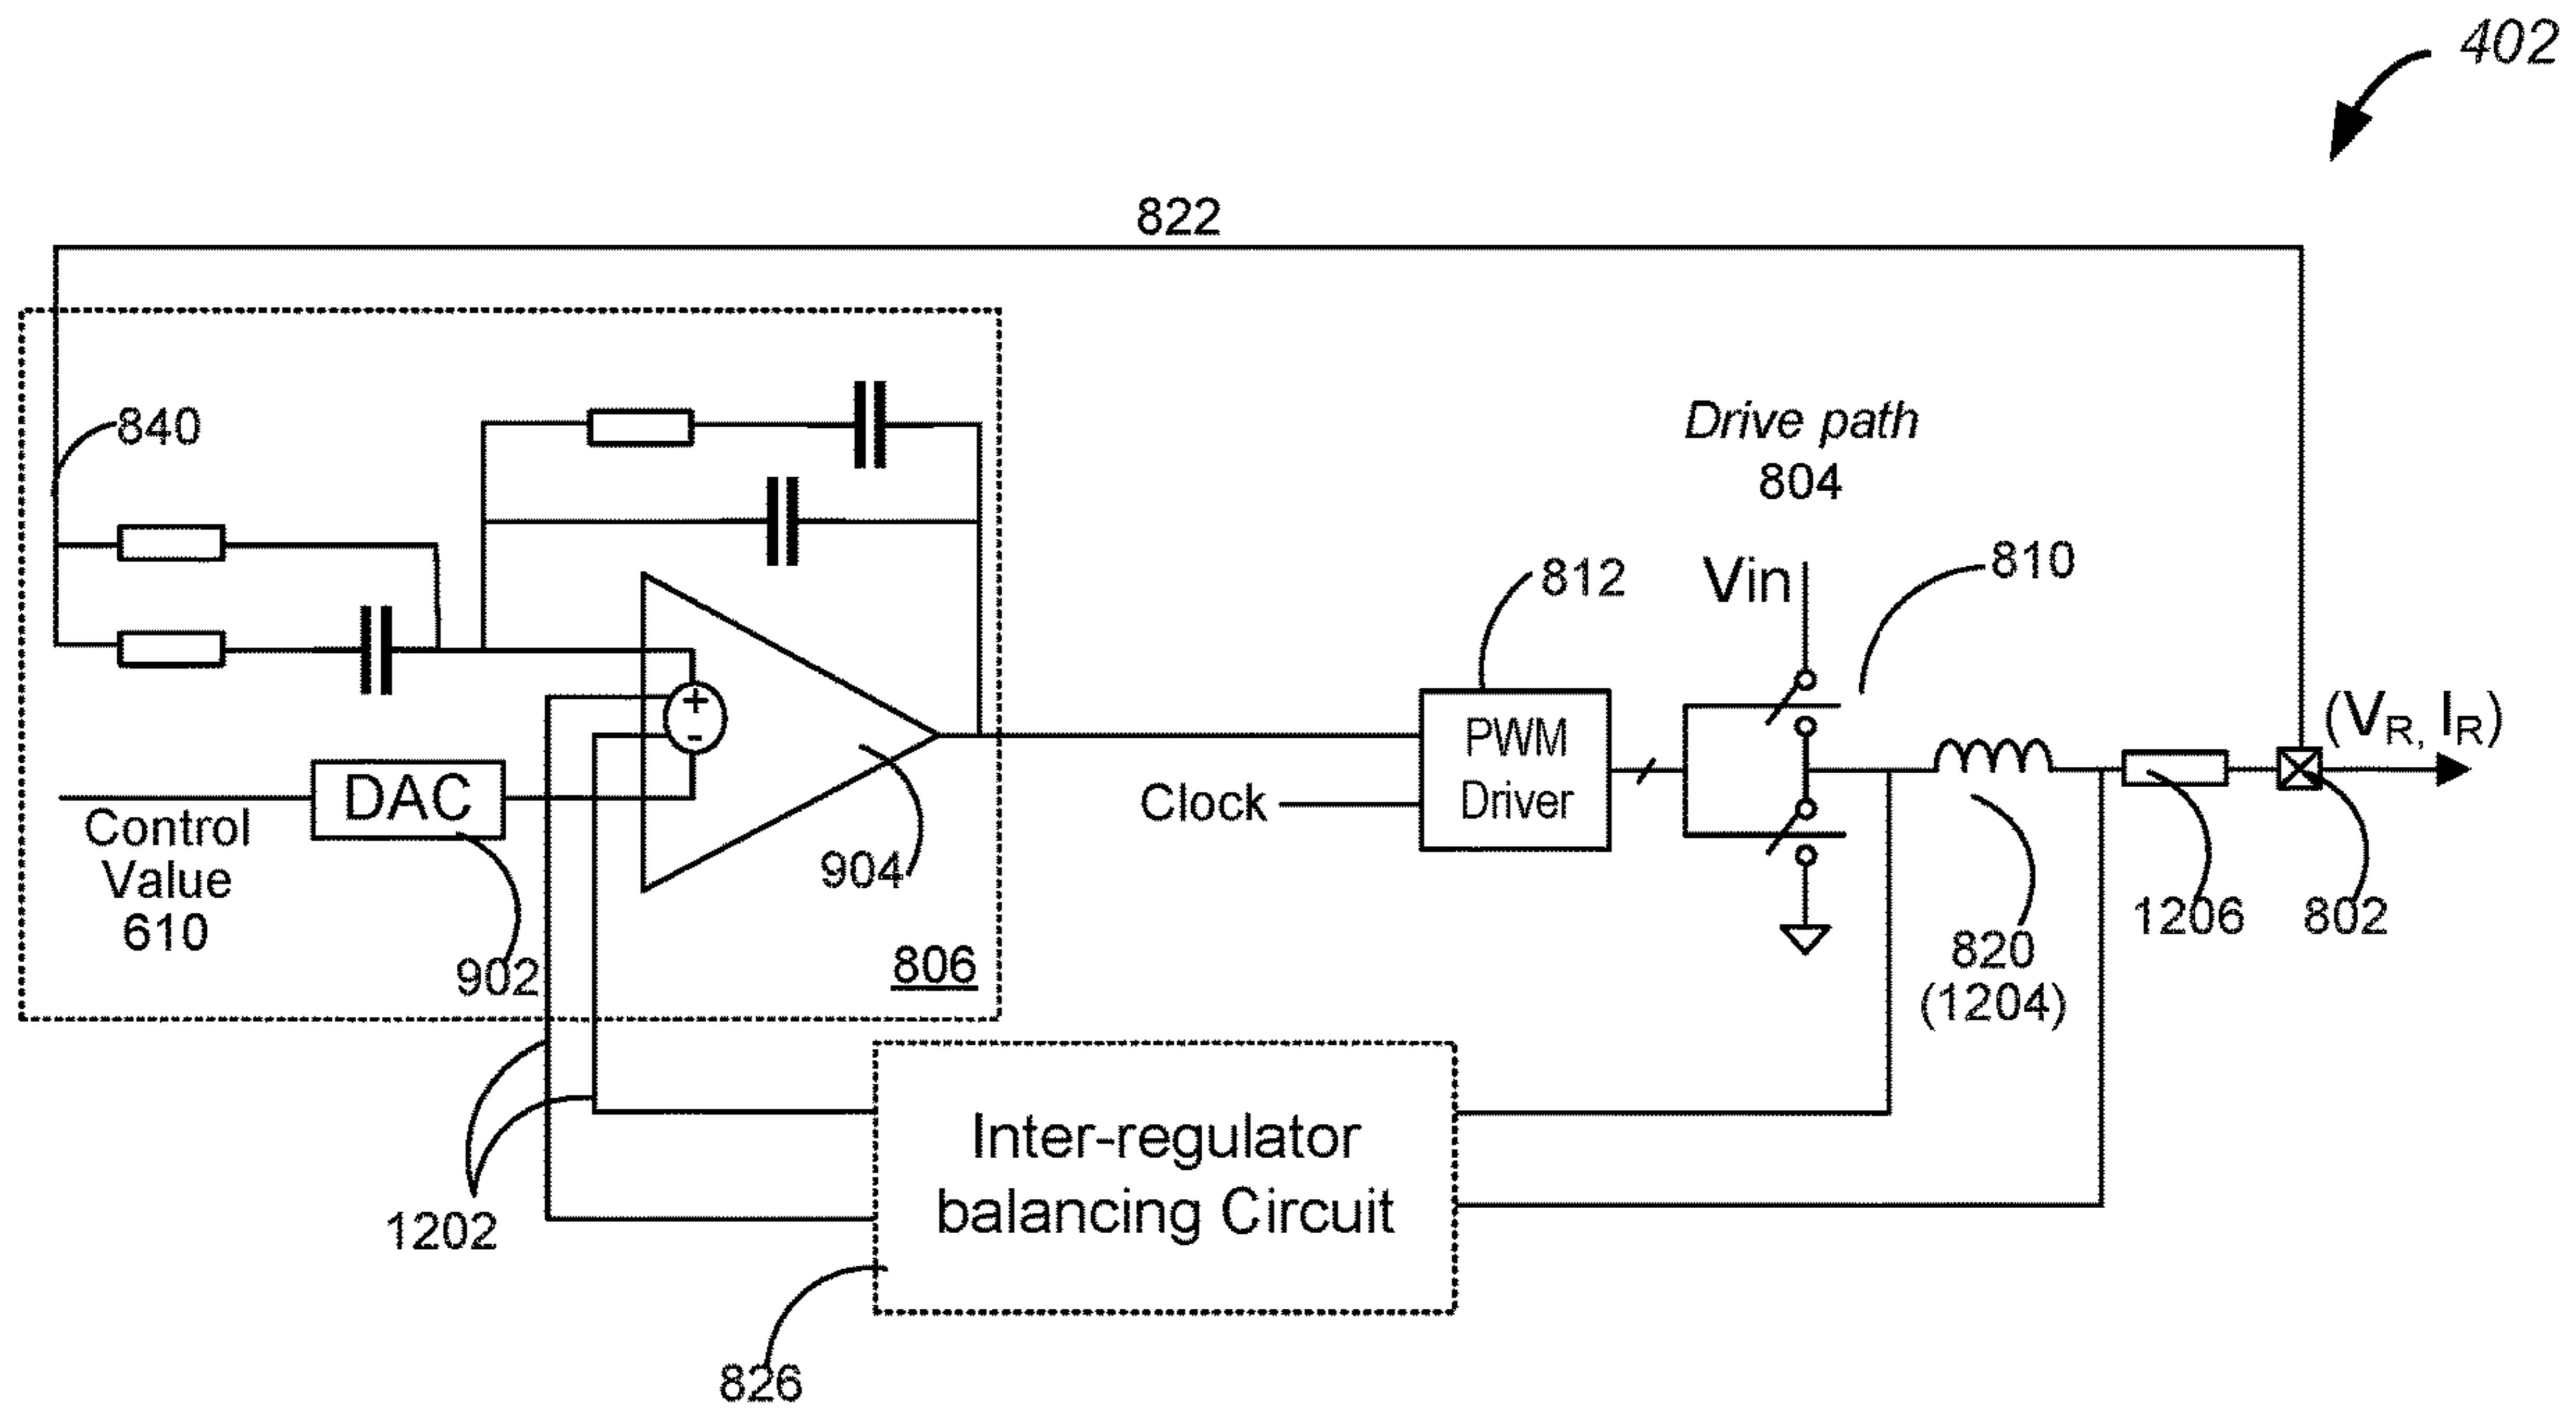 402
822
840
Drive path
804
812
Vin
810
+
-
PWM
Driver
(VR, IR)
DAC
Control
Value
610
Clock
904
902
806
820
(1204)
1206
802
1202
Inter-regulator
balancing Circuit
826